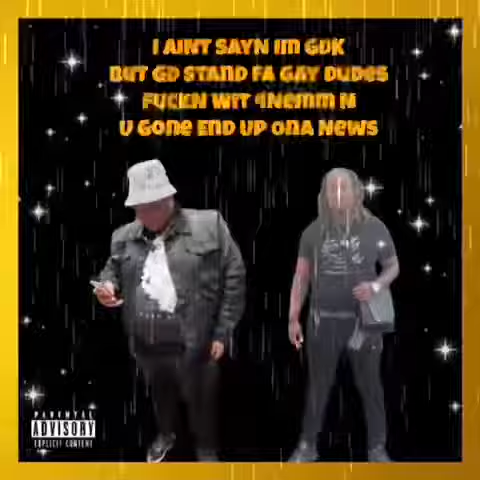 I AINT SAYN IM GDK
BUT GD STAND FA GAY DUDES
FUCKN WIT 4NEMM N
U GONE END UP ONA NEWS
PARENTAL
ADVISORY
EXPLICIT CONTENT